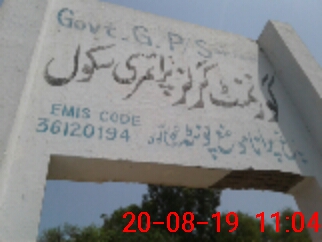 Govt. G. P/S
گورنمنٹ گرلز پرائمری سکول
EMIS CODE
36120194
20-08-19 11:04